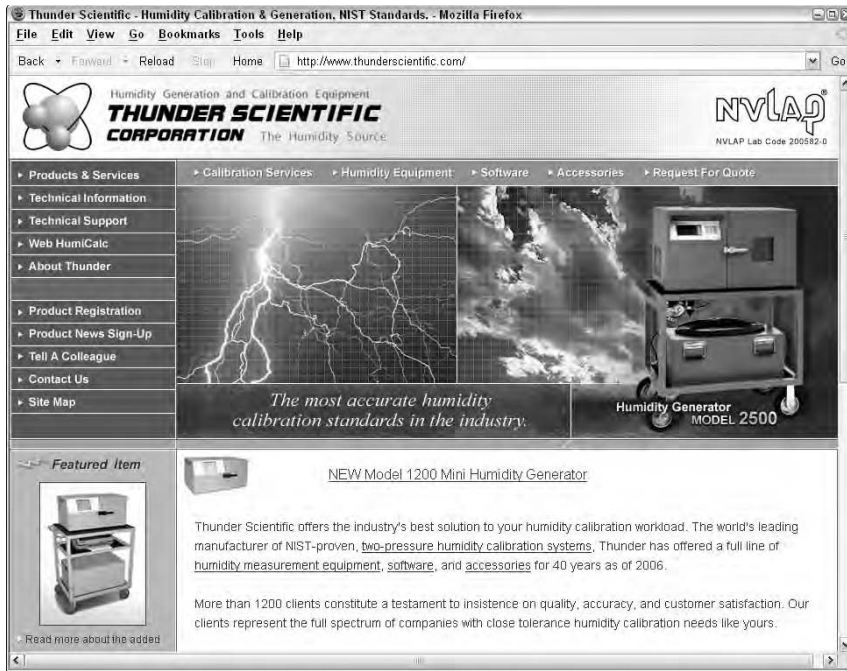 Thunder Scientific - Humidity Calibration & Generation, NIST Standards. - Mozilla Firefox
File Edit View Go Bookmarks Tools Help
Back Forward Reload Stop Home http://www.thunderscientific.com/ Go
Humidity Generation and Calibration Equipment
THUNDER SCIENTIFIC
CORPORATION The Humidity Source
NVLAP®
NVLAP Lab Code 200582-0
Products & Services
Technical Information
Technical Support
Web HumiCalc
About Thunder
Product Registration
Product News Sign-Up
Tell A Colleague
Contact Us
Site Map
Calibration Services Humidity Equipment Software Accessories Request For Quote
The most accurate humidity
calibration standards in the industry.
Humidity Generator
MODEL 2500
Featured Item
Read more about the added
NEW Model 1200 Mini Humidity Generator
Thunder Scientific offers the industry's best solution to your humidity calibration workload. The world's leading
manufacturer of NIST-proven, two-pressure humidity calibration systems, Thunder has offered a full line of
humidity measurement equipment, software, and accessories for 40 years as of 2006.
More than 1200 clients constitute a testament to insistence on quality, accuracy, and customer satisfaction. Our
clients represent the full spectrum of companies with close tolerance humidity calibration needs like yours.